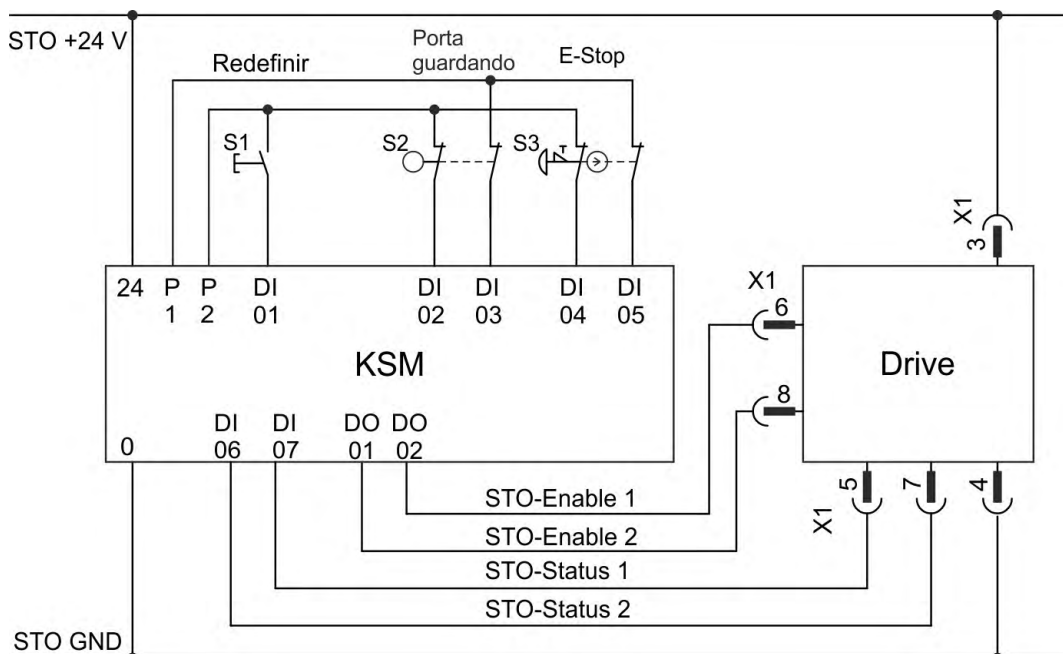 STO +24 V
Redefinir
Porta
guardando
E-Stop
S1
S2
S3
X1
3
24 P P DI DI DI DI DI
1 2 01 02 03 04 05
X1
6
KSM
Drive
8
0
DI DI DO DO
06 07 01 02
5 7 4
X1
STO-Enable 1
STO-Enable 2
STO-Status 1
STO-Status 2
STO GND